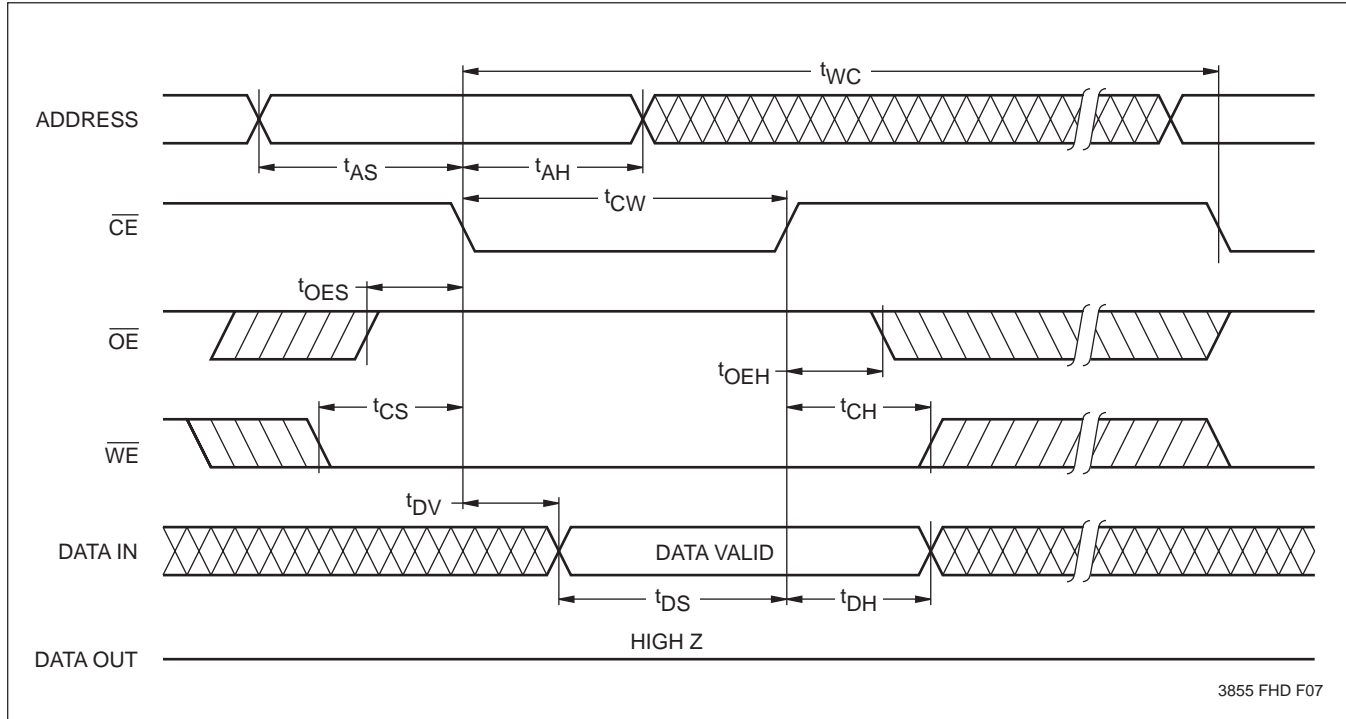 tWC
ADDRESS
tAS
tAH
tCW
CE
tOES
OE
tOEH
tCS
tCH
WE
tDV
DATA IN
DATA VALID
tDS
tDH
HIGH Z
DATA OUT
3855 FHD F07